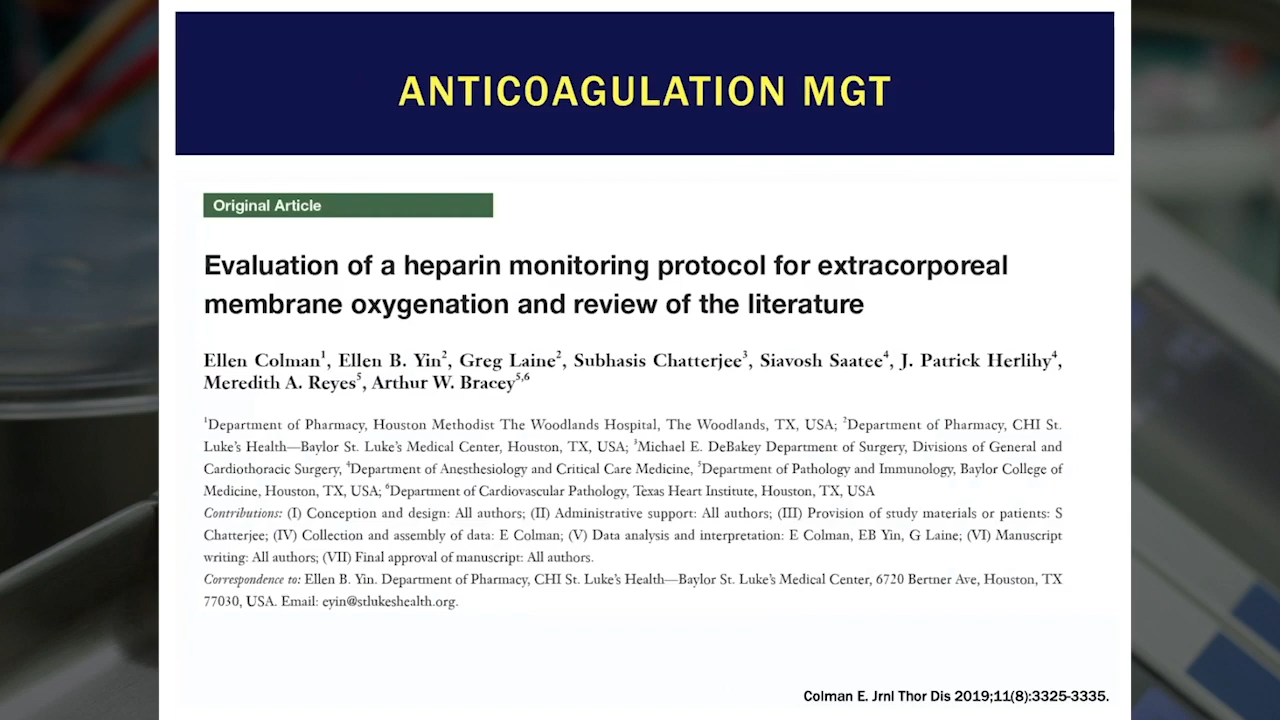 ANTICOAGULATION MGT
Original Article
Evaluation of a heparin monitoring protocol for extracorporeal
membrane oxygenation and review of the literature
Ellen Colman1, Ellen B. Yin2, Greg Laine2, Subhasis Chatterjee3, Siavosh Saatee4, J. Patrick Herlihy4,
Meredith A. Reyes5, Arthur W. Bracey5,6
1Department of Pharmacy, Houston Methodist The Woodlands Hospital, The Woodlands, TX, USA; 2Department of Pharmacy, CHI St.
Luke's Health—Baylor St. Luke's Medical Center, Houston, TX, USA; 3Michael E. DeBakey Department of Surgery, Divisions of General and
Cardiothoracic Surgery, 4Department of Anesthesiology and Critical Care Medicine, 5Department of Pathology and Immunology, Baylor College of
Medicine, Houston, TX, USA; 6Department of Cardiovascular Pathology, Texas Heart Institute, Houston, TX, USA
Contributions: (I) Conception and design: All authors; (II) Administrative support: All authors; (III) Provision of study materials or patients: S
Chatterjee; (IV) Collection and assembly of data: E Colman; (V) Data analysis and interpretation: E Colman, EB Yin, G Laine; (VI) Manuscript
writing: All authors; (VII) Final approval of manuscript: All authors.
Correspondence to: Ellen B. Yin. Department of Pharmacy, CHI St. Luke's Health—Baylor St. Luke's Medical Center, 6720 Bertner Ave, Houston, TX
77030, USA. Email: eyin@stlukeshealth.org.
Colman E. Jrnl Thor Dis 2019;11(8):3325-3335.